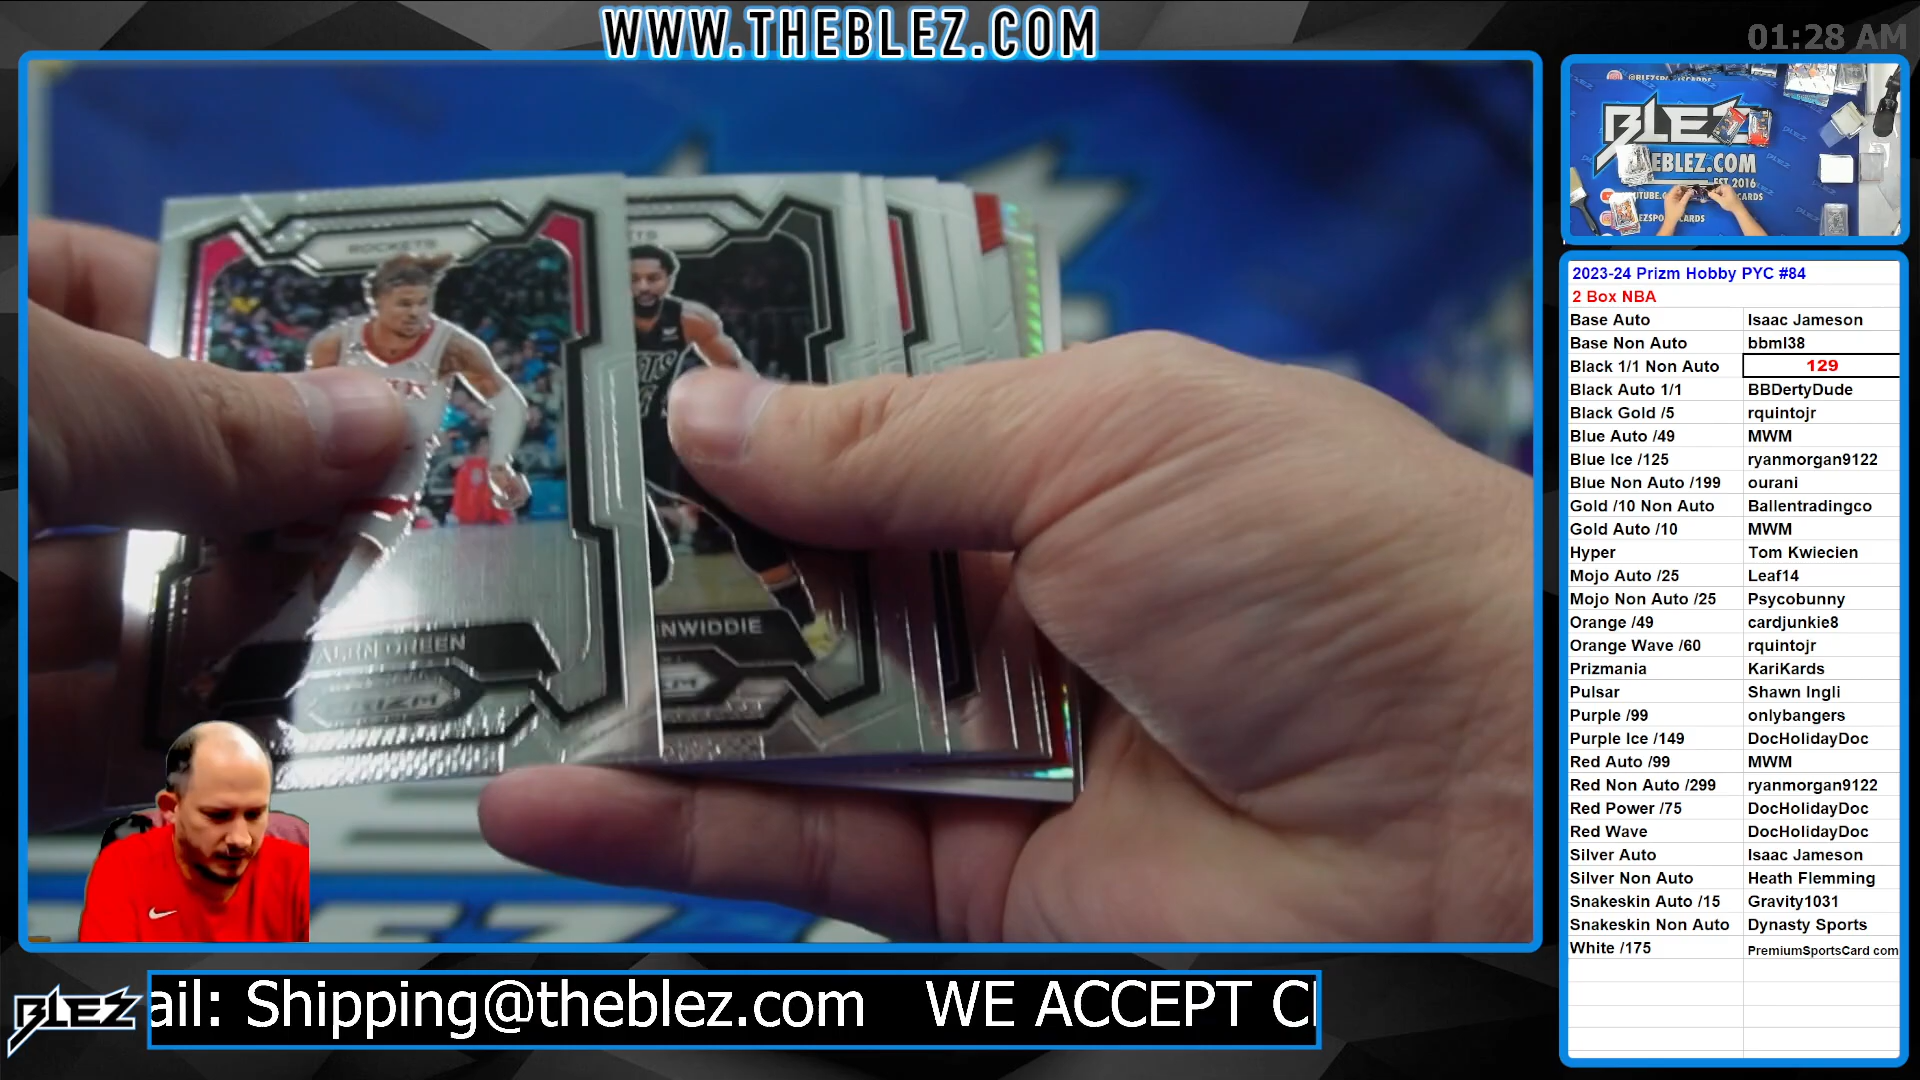 WWW.THEBLEZ.COM
01:28 AM
ROCKETS
GREEN
PRIZM
INWIDDIE
BLEZ
THEBLEZ.COM
EST 2016
2023-24 Prizm Hobby PYC #84
2 Box NBA
Base Auto Isaac Jameson
Base Non Auto bbml38
Black 1/1 Non Auto 129
Black Auto 1/1 BBDertyDude
Black Gold /5 rquintojr
Blue Auto /49 MWM
Blue Ice /125 ryanmorgan9122
Blue Non Auto /199 ourani
Gold /10 Non Auto Ballentradingco
Gold Auto /10 MWM
Hyper Tom Kwiecien
Mojo Auto /25 Leaf14
Mojo Non Auto /25 Psycobunny
Orange /49 cardjunkie8
Orange Wave /60 rquintojr
Prizmania KariKards
Pulsar Shawn Ingli
Purple /99 onlybangers
Purple Ice /149 DocHolidayDoc
Red Auto /99 MWM
Red Non Auto /299 ryanmorgan9122
Red Power /75 DocHolidayDoc
Red Wave DocHolidayDoc
Silver Auto Isaac Jameson
Silver Non Auto Heath Flemming
Snakeskin Auto /15 Gravity1031
Snakeskin Non Auto Dynasty Sports
White /175 PremiumSportsCard com
BLEZ
ail: Shipping@theblez.com WE ACCEPT C